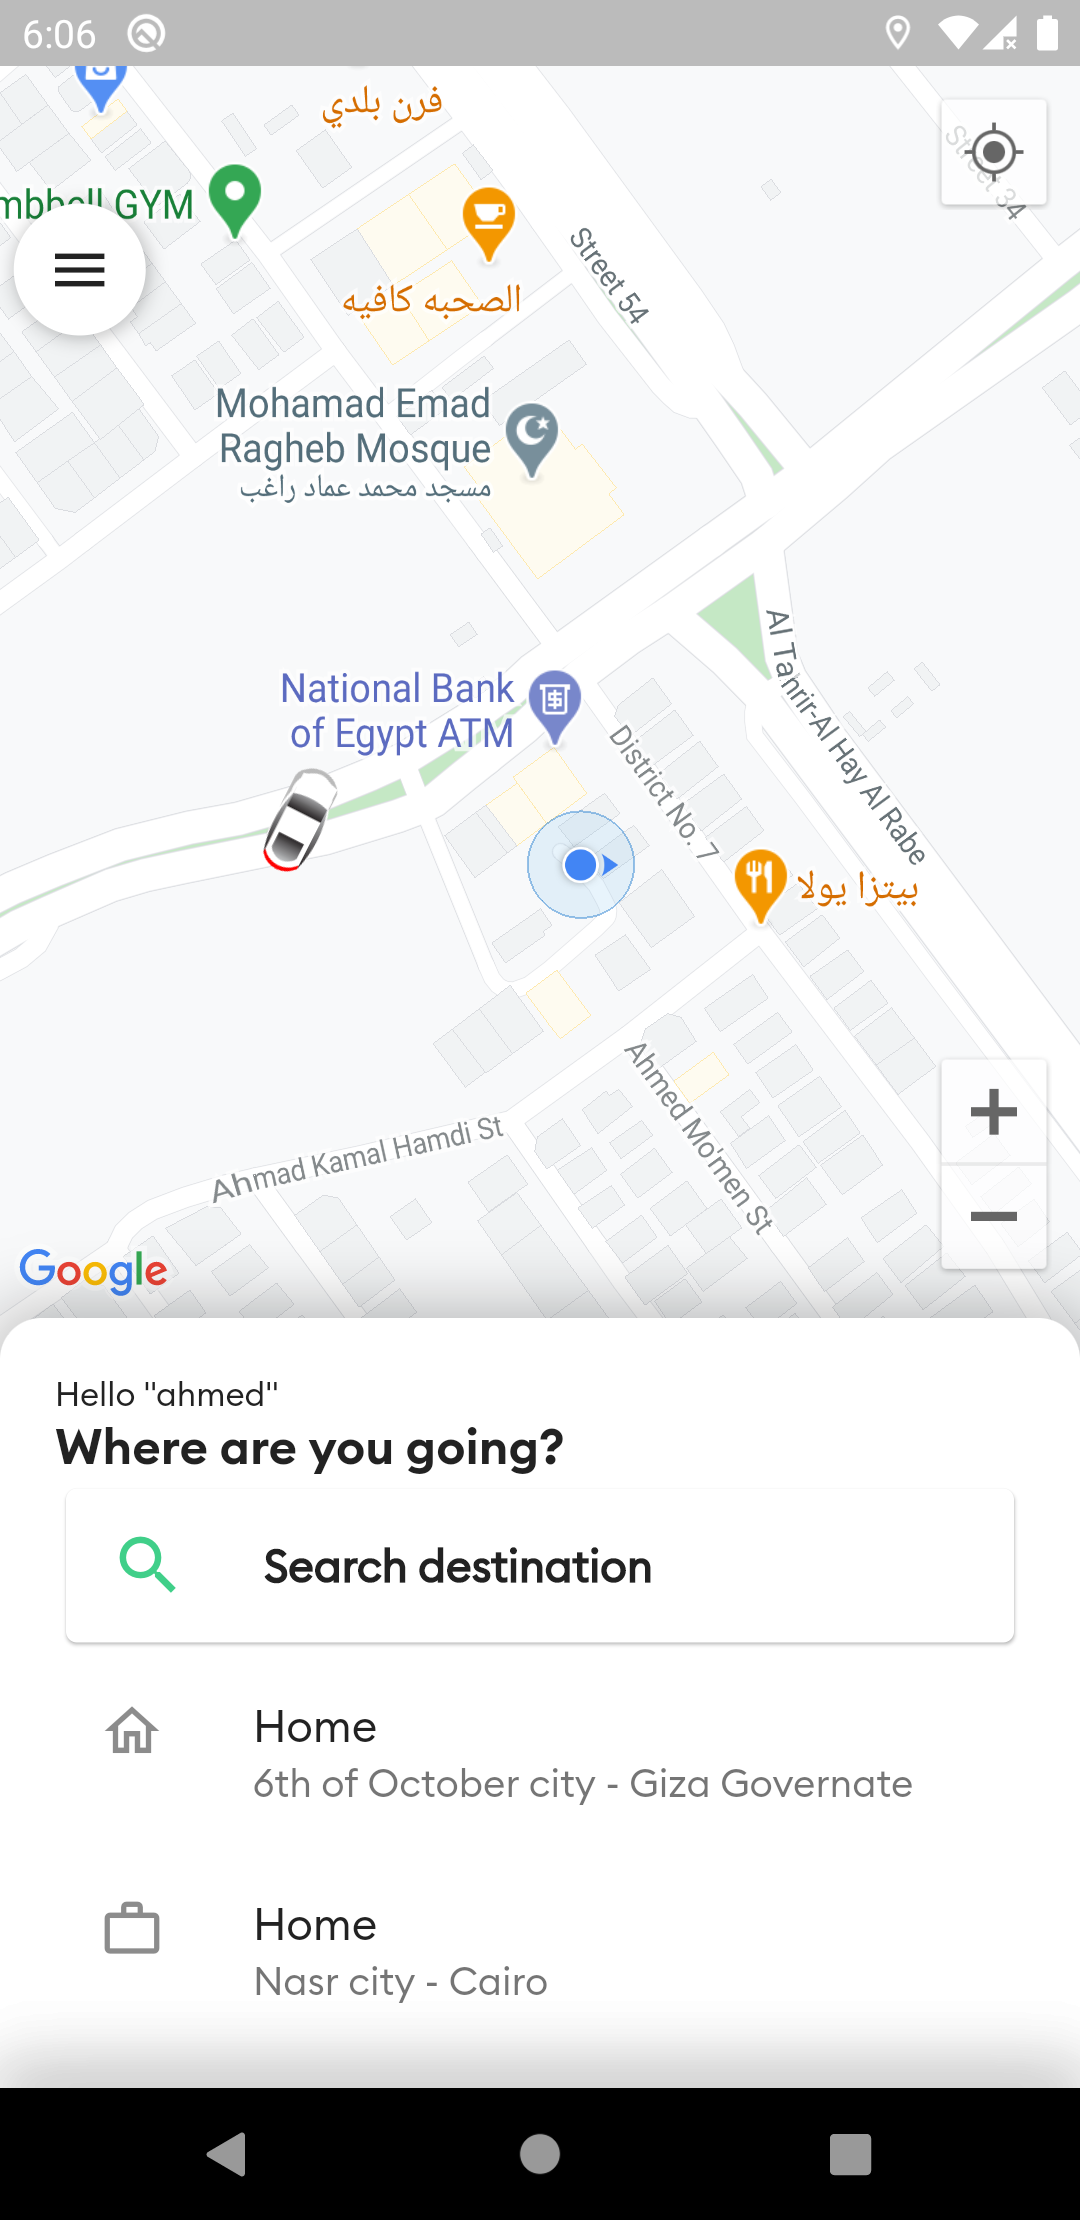 6:06
فرن بلدي
Street 34
GYM
Street 54
الصحبه كافيه
Mohamad Emad
Ragheb Mosque
مسجد محمد عماد راغب
Al Tahrir-Al Hay Al Rabe
National Bank
of Egypt ATM
District No. 7
بيتزا يولا
Ahmed Mo'men St
Ahmad Kamal Hamdi St
Google
Hello "ahmed"
Where are you going?
Search destination
Home
6th of October city - Giza Governate
Home
Nasr city - Cairo